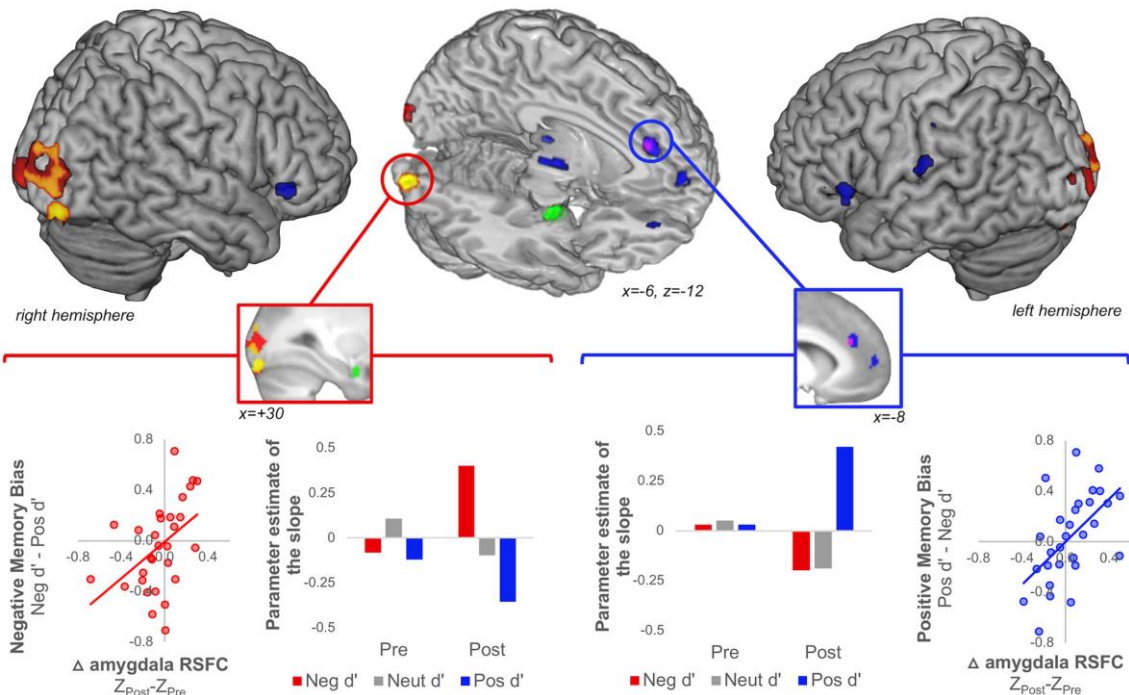 x=-6, z=-12
right hemisphere
left hemisphere
x=+30
x=-8
Negative Memory Bias
Neg d' - Pos d'
0.8
0.4
0.0
-0.4
-0.8
-0.8
-0.4
0.4
Δ amygdala RSFC
ZPost-ZPre
Parameter estimate of
the slope
0.5
0.25
0
-0.25
-0.5
Pre
Post
Neg d'
Neut d'
Pos d'
Parameter estimate of
the slope
0.5
0.25
0
-0.25
-0.5
Pre
Post
Neg d'
Neut d'
Pos d'
Positive Memory Bias
Pos d' - Neg d'
0.8
0.4
0.0
-0.4
-0.8
-0.8
-0.4
0.4
Δ amygdala RSFC
ZPost-ZPre